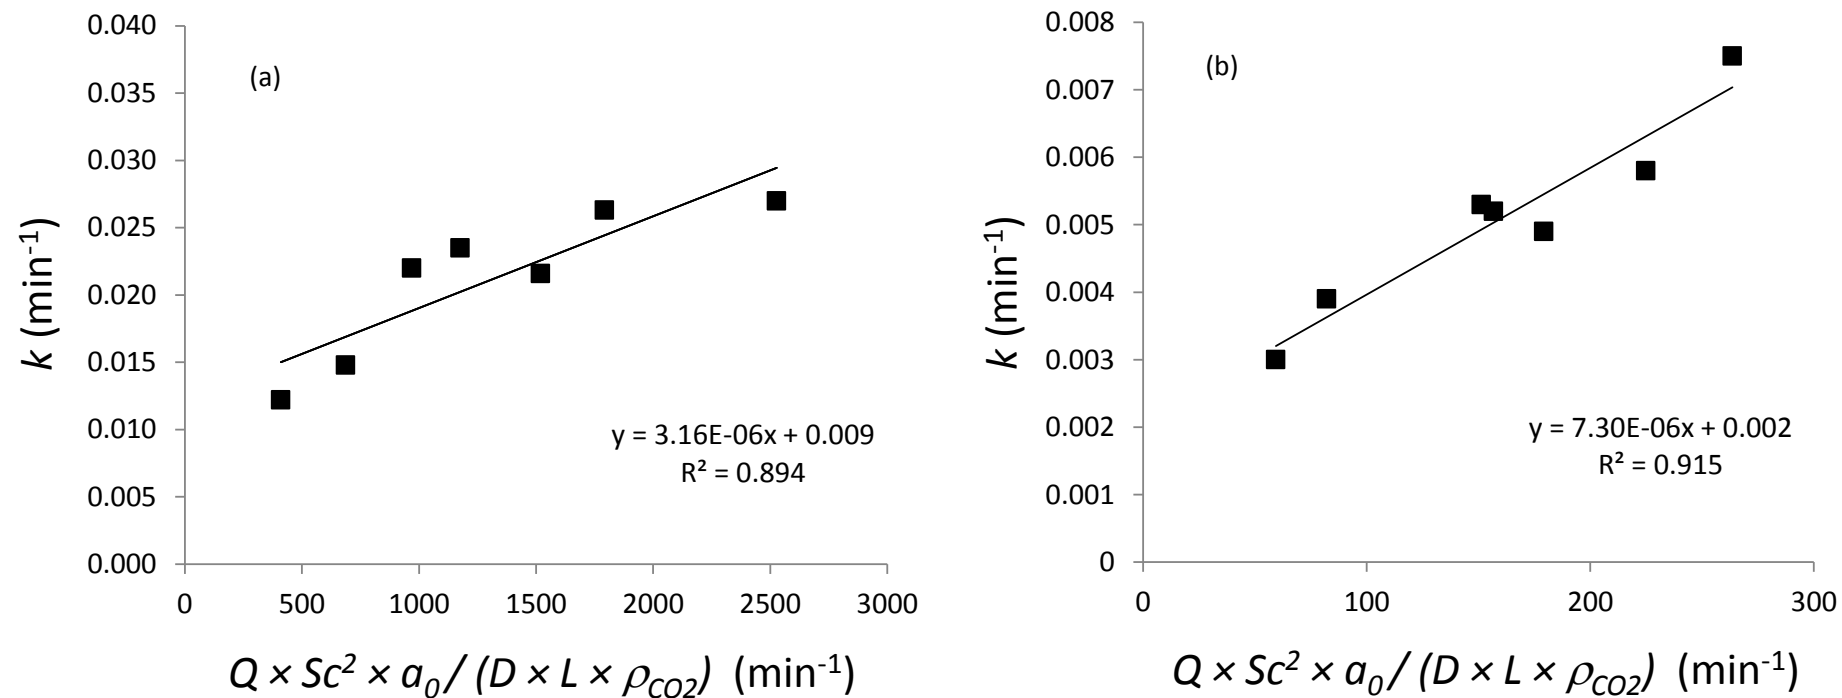 (a)
0.040
0.035
0.030
0.025
0.020
0.015
0.010
0.005
0.000
k (min⁻¹)
0 500 1000 1500 2000 2500 3000
y = 3.16E-06x + 0.009
R² = 0.894
Q × Sc² × a₀ / (D × L × ρCO2) (min⁻¹)
(b)
0.008
0.007
0.006
0.005
0.004
0.003
0.002
0.001
0
k (min⁻¹)
0 100 200 300
y = 7.30E-06x + 0.002
R² = 0.915
Q × Sc² × a₀ / (D × L × ρCO2) (min⁻¹)